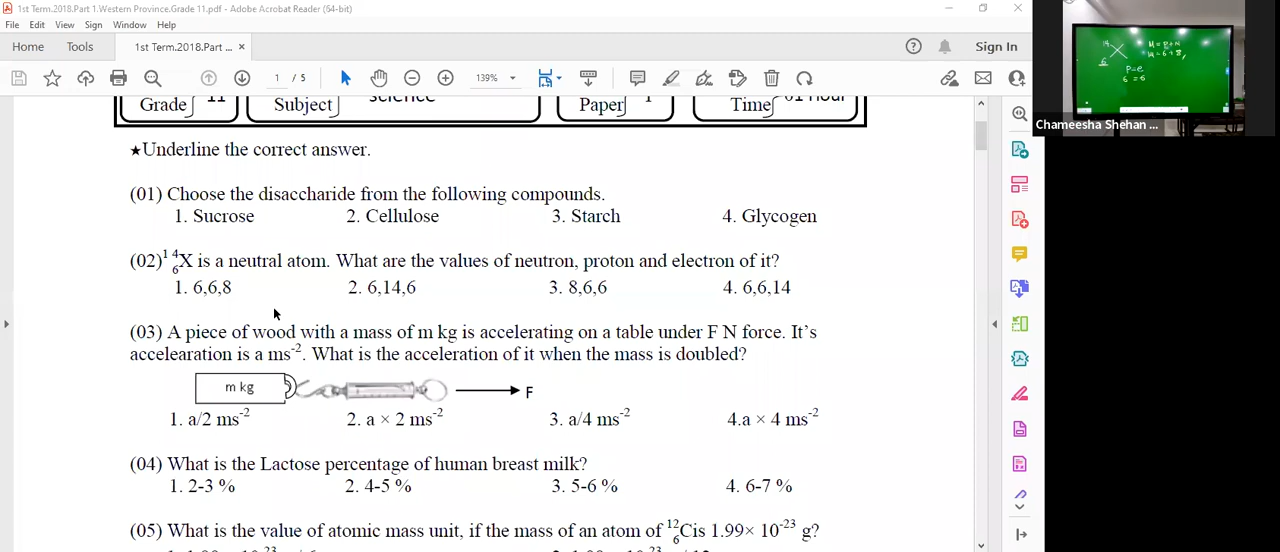 1st Term.2018.Part 1.Western Province.Grade 11.pdf - Adobe Acrobat Reader (64-bit)
File Edit View Sign Window Help
Home Tools 1st Term.2018.Part ... × Sign In
1 / 5 139%
Grade 11 Subject science Paper 1 Time 01 hour
★Underline the correct answer.
(01) Choose the disaccharide from the following compounds.
1. Sucrose 2. Cellulose 3. Starch 4. Glycogen
(02) ¹⁴₆X is a neutral atom. What are the values of neutron, proton and electron of it?
1. 6,6,8 2. 6,14,6 3. 8,6,6 4. 6,6,14
(03) A piece of wood with a mass of m kg is accelerating on a table under F N force. It's
accelearation is a ms⁻². What is the acceleration of it when the mass is doubled?
m kg F
1. a/2 ms⁻² 2. a × 2 ms⁻² 3. a/4 ms⁻² 4.a × 4 ms⁻²
(04) What is the Lactose percentage of human breast milk?
1. 2-3 % 2. 4-5 % 3. 5-6 % 4. 6-7 %
(05) What is the value of atomic mass unit, if the mass of an atom of ¹²₆Cis 1.99× 10⁻²³ g?
14 X 6
M = P+N
14 = 6 + 8
P=e
6 = 6
Chameesha Shehan ...